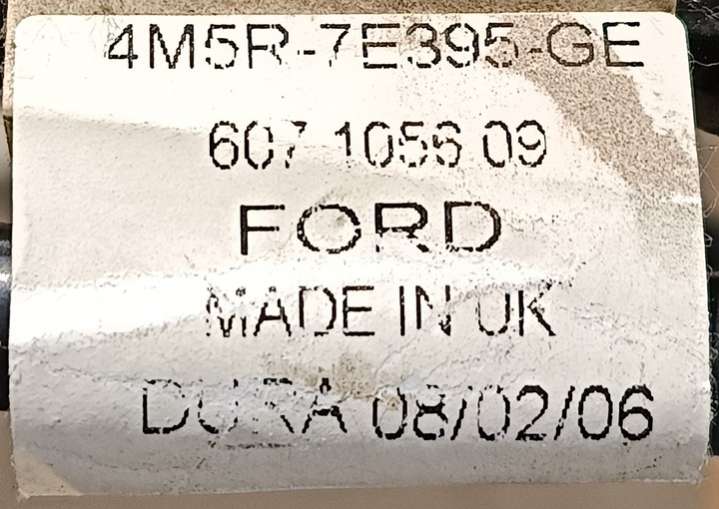 4M5R-7E395-GE
607 1056 09
FORD
MADE IN UK
DURA 08/02/06